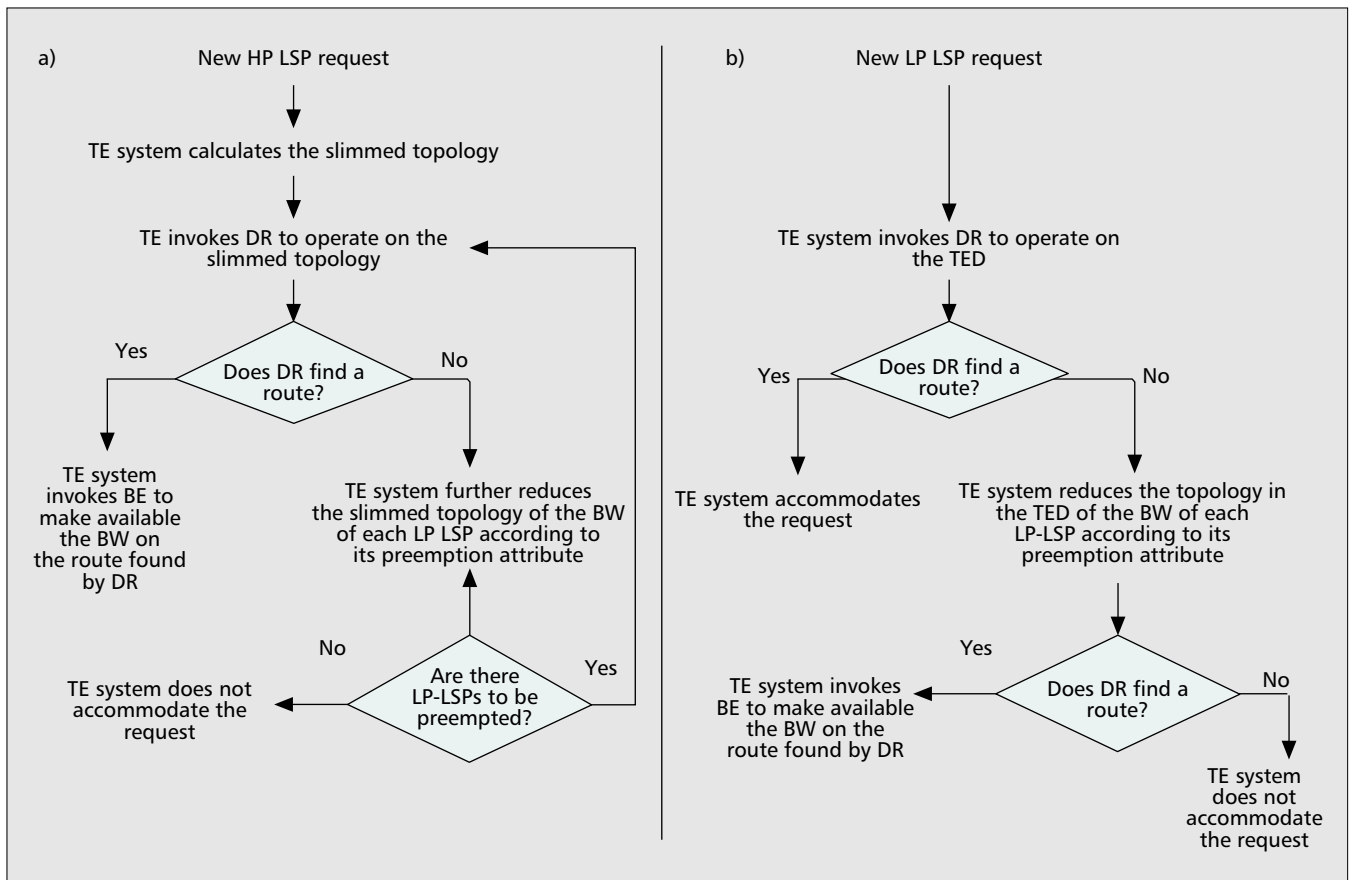 a)
New HP LSP request
TE system calculates the slimmed topology
TE invokes DR to operate on the
slimmed topology
Does DR find a
route?
Yes
No
TE system
invokes BE to
make available
the BW on
the route found
by DR
TE system further reduces
the slimmed topology of the BW
of each LP LSP according to
its preemption attribute
Are there
LP-LSPs to be
preempted?
No
Yes
TE system does not
accommodate the
request
b)
New LP LSP request
TE system invokes DR to operate on
the TED
Does DR find a
route?
Yes
No
TE system accommodates
the request
TE system reduces the topology in
the TED of the BW of each
LP-LSP according to its
preemption attribute
Does DR find a
route?
Yes
No
TE system invokes
BE to make available
the BW on the
route found by DR
TE system
does not
accommodate
the request